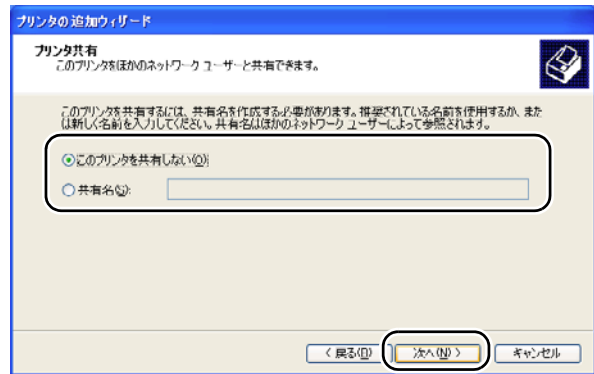 プリンタの追加ウィザード
プリンタ共有
このプリンタをほかのネットワーク ユーザーと共有できます。
このプリンタを共有するには、共有名を作成する必要があります。推奨されている名前を使用するか、また
は新しく名前を入力してください。共有名はほかのネットワーク ユーザーによって参照されます。
このプリンタを共有しない(O)
共有名(S):
< 戻る(B) 次へ(N) > キャンセル